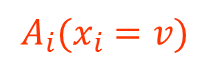 A_i(x_i = v)